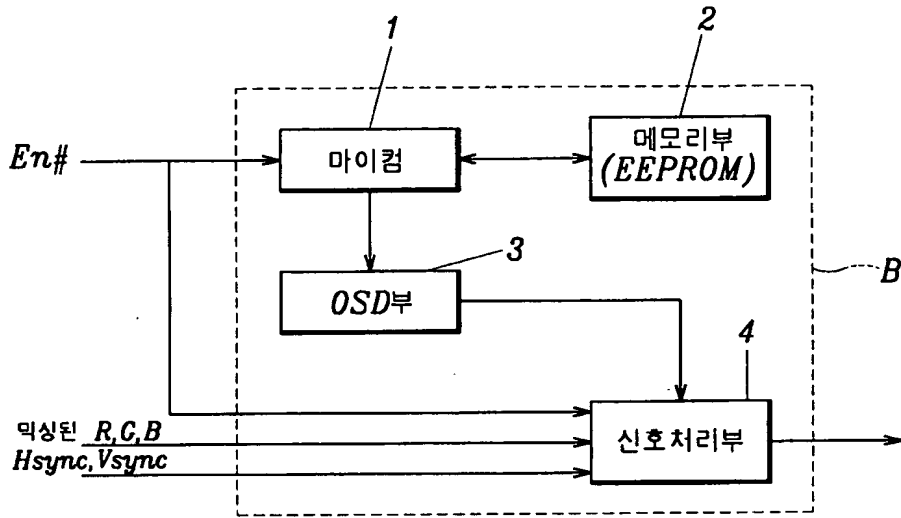 1
2
En#
마이컴
메모리부
(EEPROM)
3
B
OSD부
4
믹싱된 R,G,B
Hsync,Vsync
신호처리부